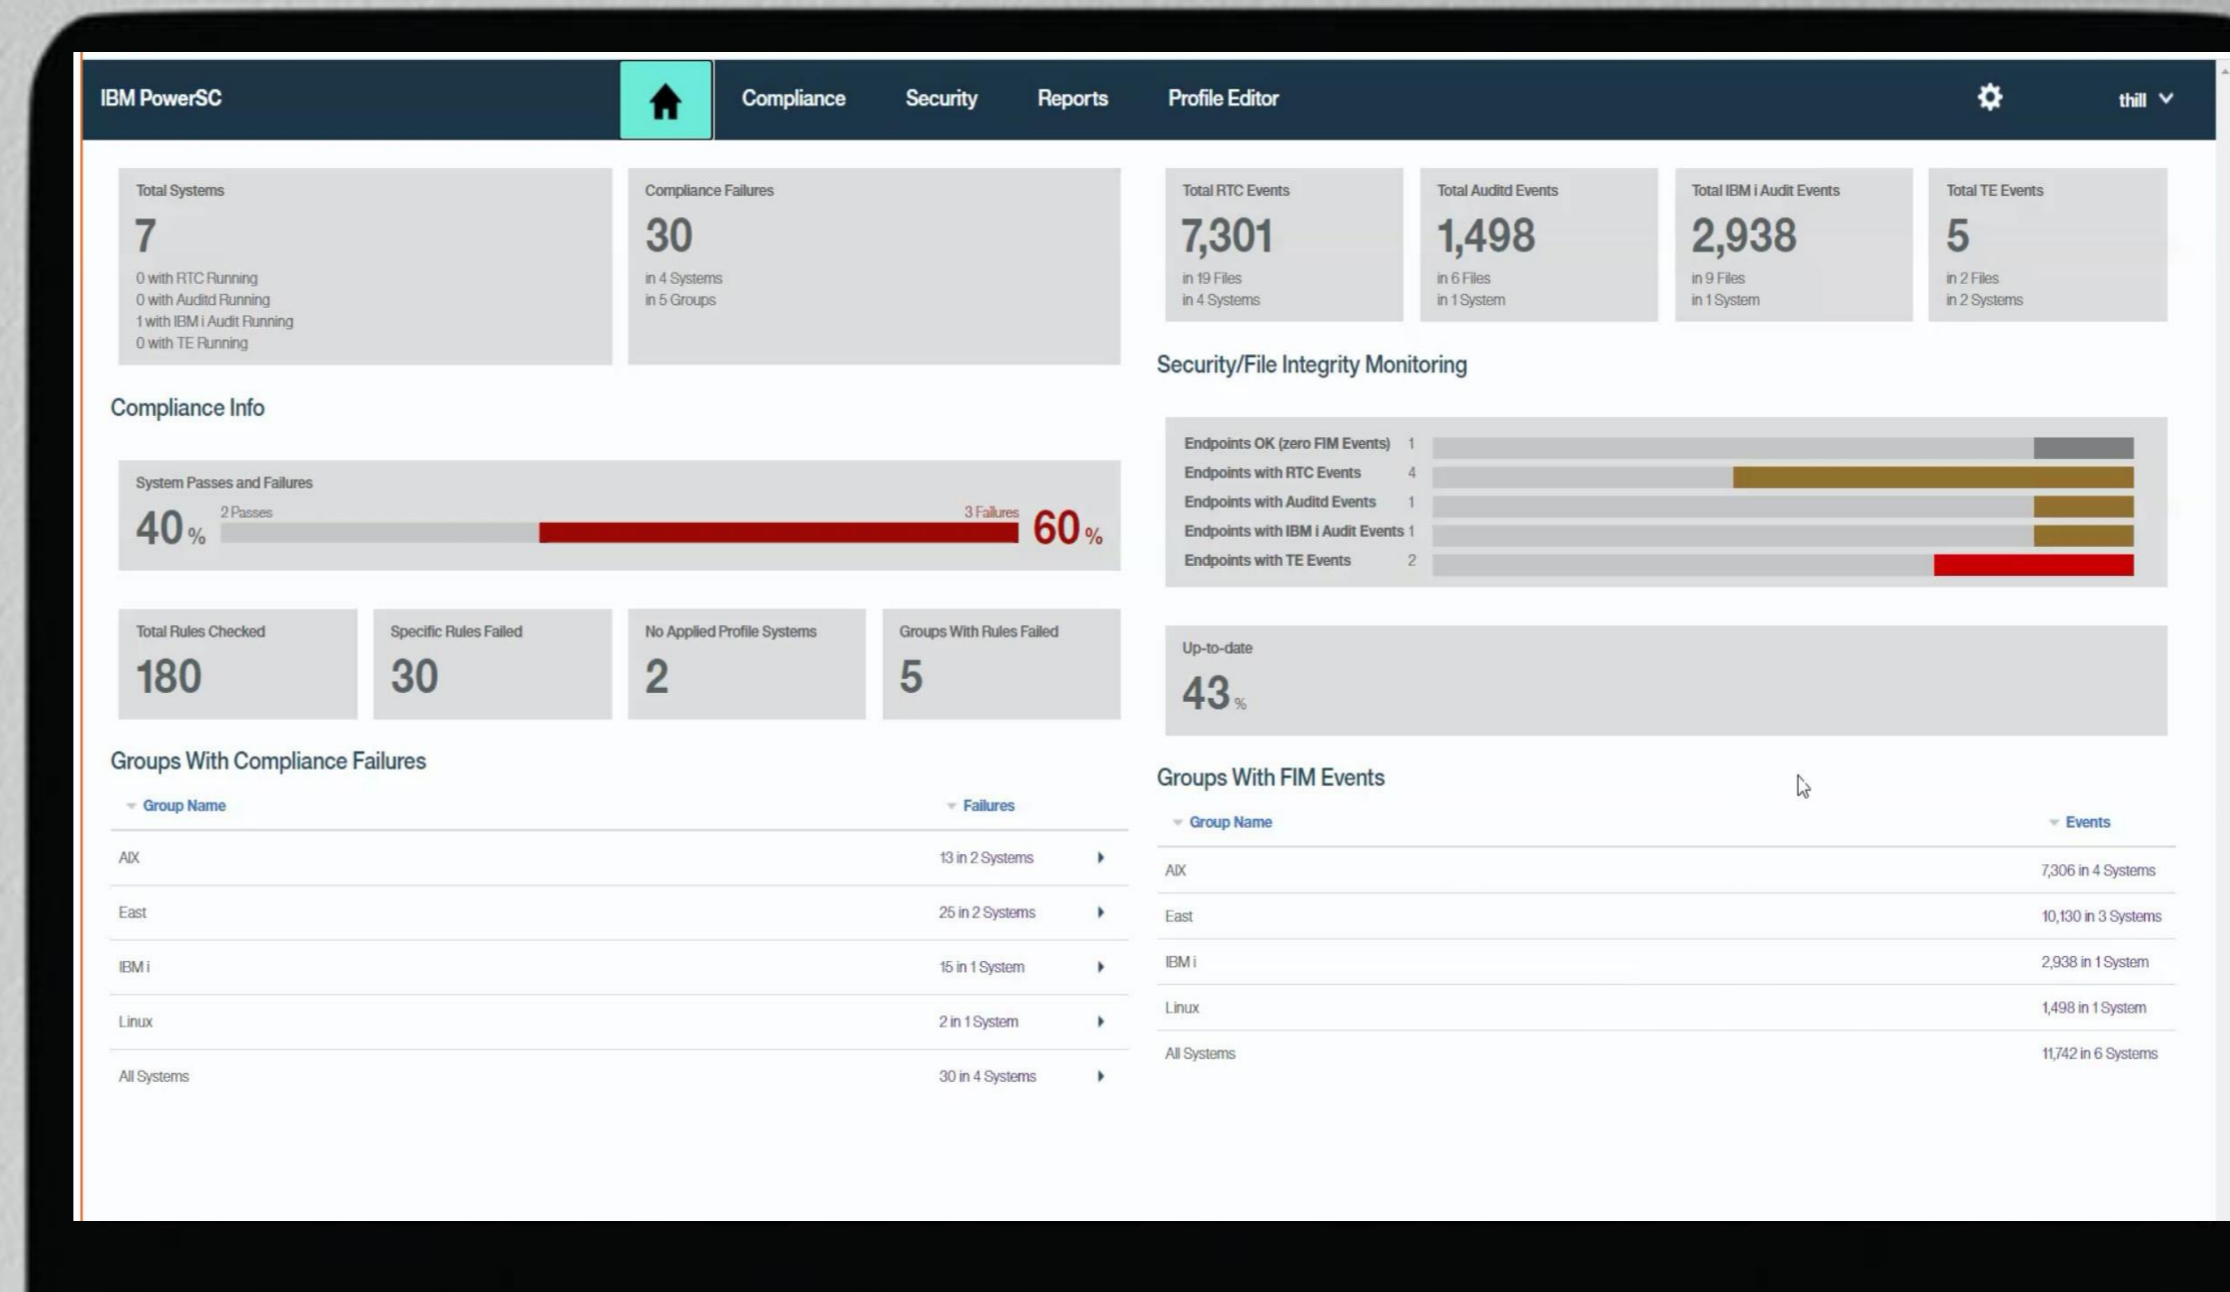 IBM PowerSC
Compliance
Security
Reports
Profile Editor
thill
Total Systems
7
0 with RTC Running
0 with Auditd Running
1 with IBM i Audit Running
0 with TE Running
Compliance Failures
30
in 4 Systems
in 5 Groups
Compliance Info
System Passes and Failures
40 %
2 Passes
3 Failures
60 %
Total Rules Checked
180
Specific Rules Failed
30
No Applied Profile Systems
2
Groups With Rules Failed
5
Groups With Compliance Failures
Group Name Failures
AIX 13 in 2 Systems
East 25 in 2 Systems
IBM i 15 in 1 System
Linux 2 in 1 System
All Systems 30 in 4 Systems
Total RTC Events
7,301
in 19 Files
in 4 Systems
Total Auditd Events
1,498
in 6 Files
in 1 System
Total IBM i Audit Events
2,938
in 9 Files
in 1 System
Total TE Events
5
in 2 Files
in 2 Systems
Security/File Integrity Monitoring
Endpoints OK (zero FIM Events) 1
Endpoints with RTC Events 4
Endpoints with Auditd Events 1
Endpoints with IBM i Audit Events 1
Endpoints with TE Events 2
Up-to-date
43 %
Groups With FIM Events
Group Name Events
AIX 7,306 in 4 Systems
East 10,130 in 3 Systems
IBM i 2,938 in 1 System
Linux 1,498 in 1 System
All Systems 11,742 in 6 Systems